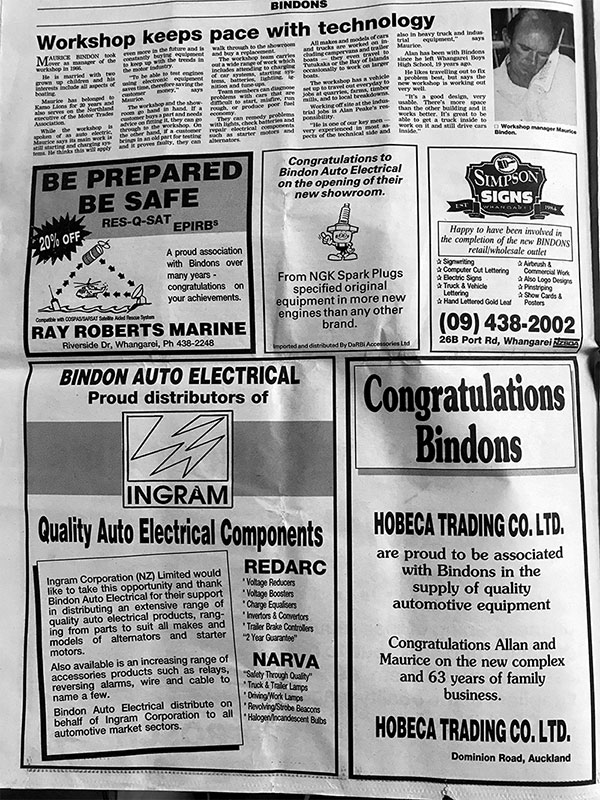 BINDONS
Workshop keeps pace with technology
MAURICE BINDON took
over as manager of the
workshop in 1966.
He is married with two
grown up children and his
interests include all aspects of
boating.
Maurice has belonged to
Kamo Lions for 20 years and
also serves on the Northland
executive of the Motor Trades
Association.
While the workshop is
spoken of as auto electric,
Maurice says its main work is
still starting and charging sys-
tems. He thinks this will apply
even more in the future and is
constantly buying equipment
to keep up with the trends in
the motor industry.
"To be able to test engines
using electronic equipment
saves time, therefore saving the
customer money," says
Maurice.
The workshop and the show-
room go hand in hand. If a
customer buys a part and needs
advice on fitting it, they can go
through to the workshop. On
the other hand, if a customer
brings in an old part for testing
and it proves faulty, they can
walk through to the showroom
and buy a replacement.
The workshop team carries
out a wide range of work which
includes attending to charging
of car systems, starting sys-
tems, batteries, lighting, ig-
nition and tune-ups.
Team members can diagnose
problems with cars that are
difficult to start, misfire, run
rough, or produce poor fuel
economy.
They can remedy problems
with lights, check batteries and
repair electrical components
such as starter motors and
alternators.
All makes and models of cars
and trucks are worked on in-
cluding campervans and trailer
boats — they even travel to
Tutukaka or the Bay of Islands
occasionally to work on larger
boats.
The workshop has a vehicle
set up to travel out everyday to
jobs at quarries, farms, timber
mills, and to local breakdowns.
Working off site at the indus-
trial jobs is Alan Peake's res-
ponsibility.
"He is one of our key men —
very experienced in most as-
pects of the technical side and
also in heavy truck and indus-
trial equipment," says
Maurice.
Alan has been with Bindons
since he left Whangarei Boys
High School, 19 years ago.
He likes travelling out to fix
a problem best, but says the
new workshop is working out
very well.
"It's a good design, very
usable. There's more space
than the other building and it
works better. It's great to be
able to get a truck inside to
work on it and still drive cars
inside."
Workshop manager Maurice
Bindon.
BE PREPARED
BE SAFE
RES-Q-SAT EPIRBs
20% OFF
A proud association
with Bindons over
many years -
congratulations on
your achievements.
Compatible with COSPAS/SARSAT Satellite Aided Rescue System
RAY ROBERTS MARINE
Riverside Dr, Whangarei, Ph 438-2248
Congratulations to
Bindon Auto Electrical
on the opening of their
new showroom.
From NGK Spark Plugs
specified original
equipment in more new
engines than any other
brand.
Imported and distributed By DaRBi Accessories Ltd
SIMPSON
SIGNS
EST. WHANGAREI 1984
Happy to have been involved in
the completion of the new BINDONS
retail/wholesale outlet
Signwriting
Computer Cut Lettering
Electric Signs
Truck & Vehicle
Lettering
Hand Lettered Gold Leaf
Airbrush &
Commercial Work
Also Logo Designs
Pinstriping
Show Cards &
Posters
(09) 438-2002
26B Port Rd, Whangarei
BINDON AUTO ELECTRICAL
Proud distributors of
INGRAM
Quality Auto Electrical Components
Ingram Corporation (NZ) Limited would
like to take this opportunity and thank
Bindon Auto Electrical for their support
in distributing an extensive range of
quality auto electrical products, rang-
ing from parts to suit all makes and
models of alternators and starter
motors.
Also available is an increasing range of
accessories products such as relays,
reversing alarms, wire and cable to
name a few.
Bindon Auto Electrical distribute on
behalf of Ingram Corporation to all
automotive market sectors.
REDARC
* Voltage Reducers
* Voltage Boosters
* Charge Equalisers
* Invertors & Convertors
* Trailer Brake Controllers
"2 Year Guarantee"
NARVA
"Safety Through Quality"
* Truck & Trailer Lamps
* Driving/Work Lamps
* Revolving/Strobe Beacons
* Halogen/Incandescent Bulbs
Congratulations
Bindons
HOBECA TRADING CO. LTD.
are proud to be associated
with Bindons in the
supply of quality
automotive equipment
Congratulations Allan and
Maurice on the new complex
and 63 years of family
business.
HOBECA TRADING CO. LTD.
Dominion Road, Auckland